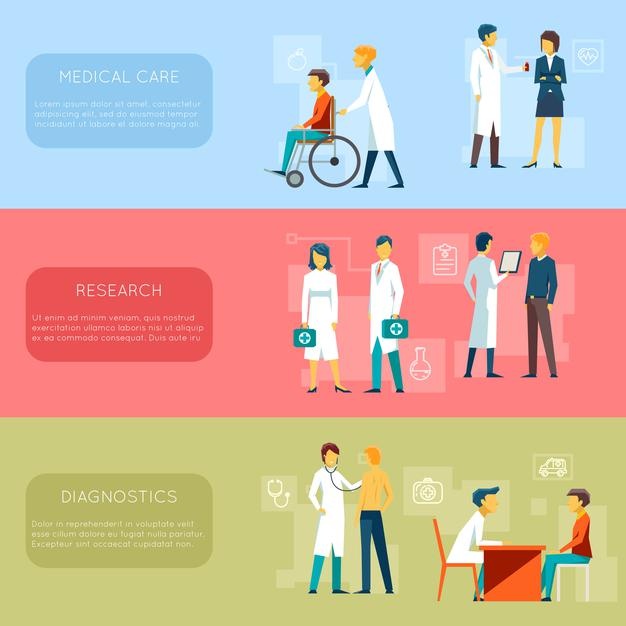 MEDICAL CARE
Lorem ipsum dolor sit amet, consectetur
adipiscing elit, sed do eiusmod tempor
incididunt ut labore et dolore magna ali.
RESEARCH
Ut enim ad minim veniam, quis nostrud
exercitation ullamco laboris nisi ut aliquip
ex ea commodo consequat. Duis aute iru
DIAGNOSTICS
Dolor in reprehenderit in voluptate velit
esse cillum dolore eu fugiat nulla pariatur.
Excepteur sint occaecat cupidatat non.